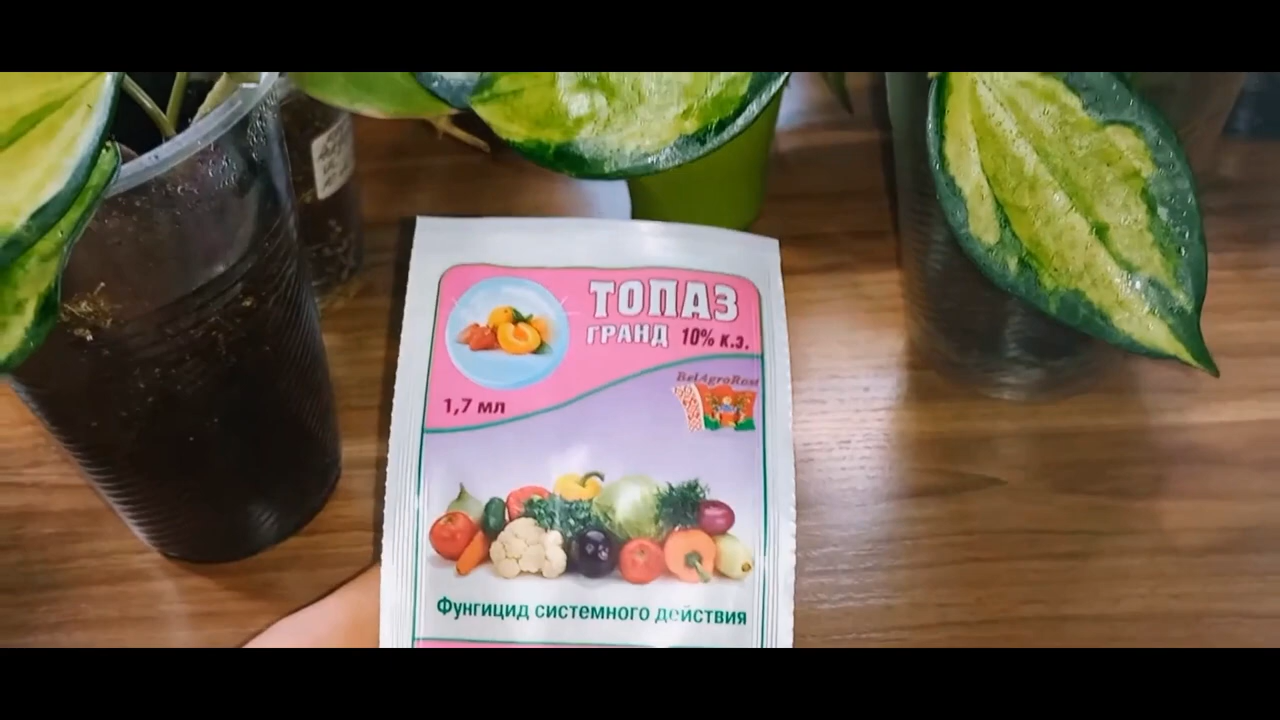 ТОПАЗ
ГРАНД 10% к.э.
BelAgroRost
1,7 мл
Фунгицид системного действия